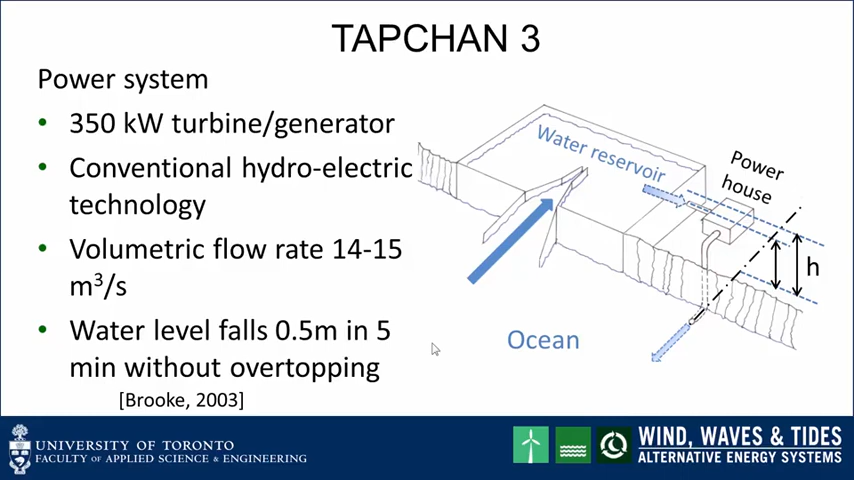 TAPCHAN 3
Power system
• 350 kW turbine/generator
• Conventional hydro-electric
technology
• Volumetric flow rate 14-15
m³/s
• Water level falls 0.5m in 5
min without overtopping
[Brooke, 2003]
Water reservoir
Power
house
h
Ocean
UNIVERSITY OF TORONTO
FACULTY OF APPLIED SCIENCE & ENGINEERING
WIND, WAVES & TIDES
ALTERNATIVE ENERGY SYSTEMS